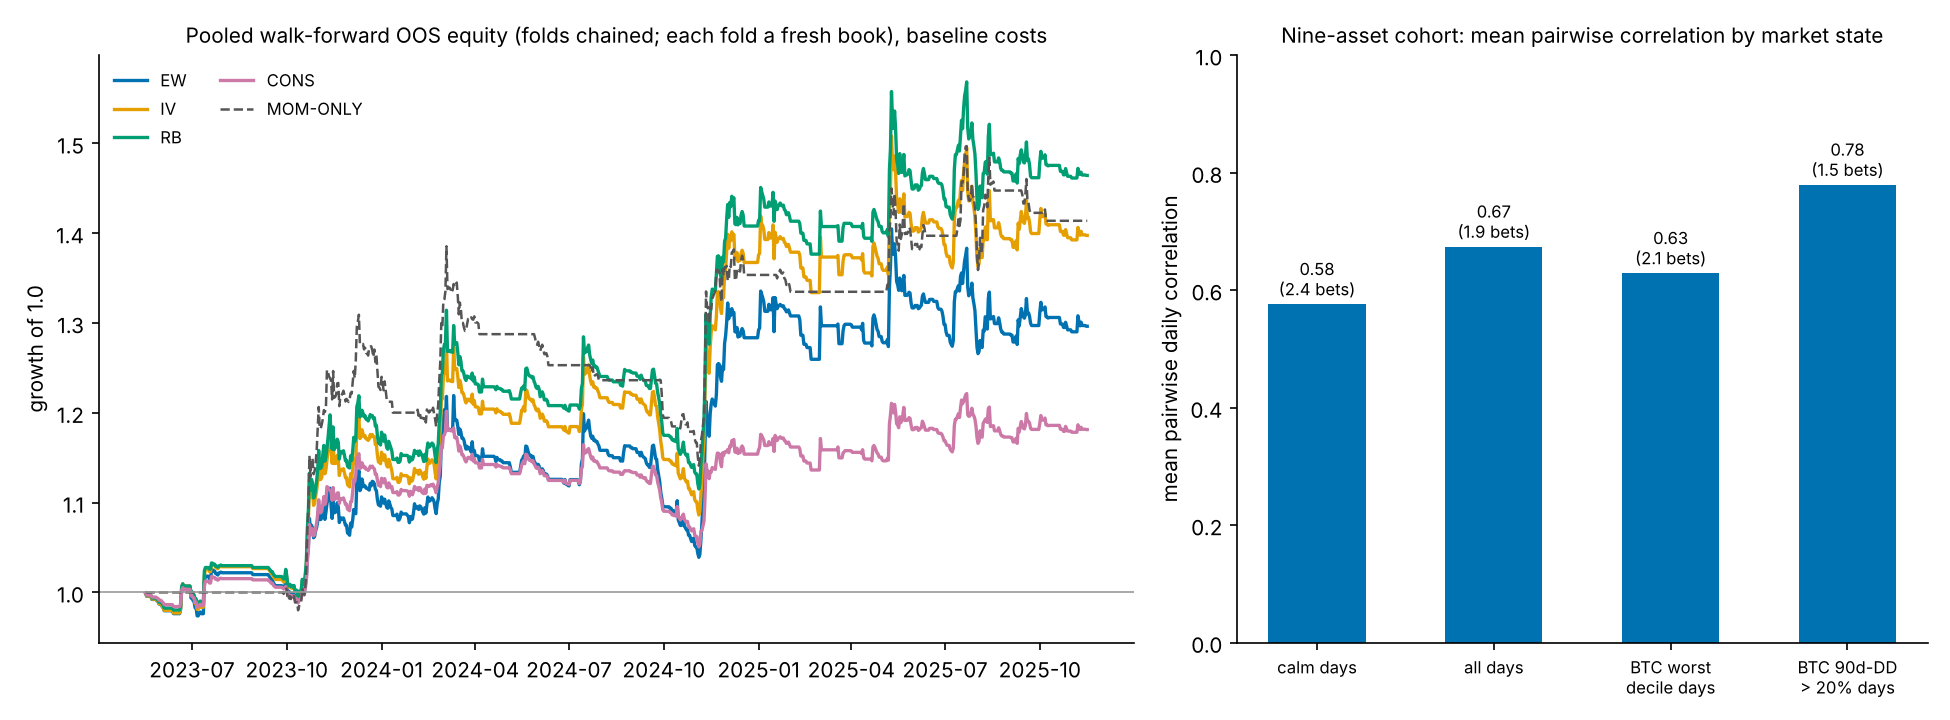 Pooled walk-forward OOS equity (folds chained; each fold a fresh book), baseline costs
EW
IV
RB
CONS
MOM-ONLY
growth of 1.0
1.5
1.4
1.3
1.2
1.1
1.0
2023-07
2023-10
2024-01
2024-04
2024-07
2024-10
2025-01
2025-04
2025-07
2025-10
Nine-asset cohort: mean pairwise correlation by market state
mean pairwise daily correlation
1.0
0.8
0.6
0.4
0.2
0.0
0.58
(2.4 bets)
0.67
(1.9 bets)
0.63
(2.1 bets)
0.78
(1.5 bets)
calm days
all days
BTC worst
decile days
BTC 90d-DD
> 20% days